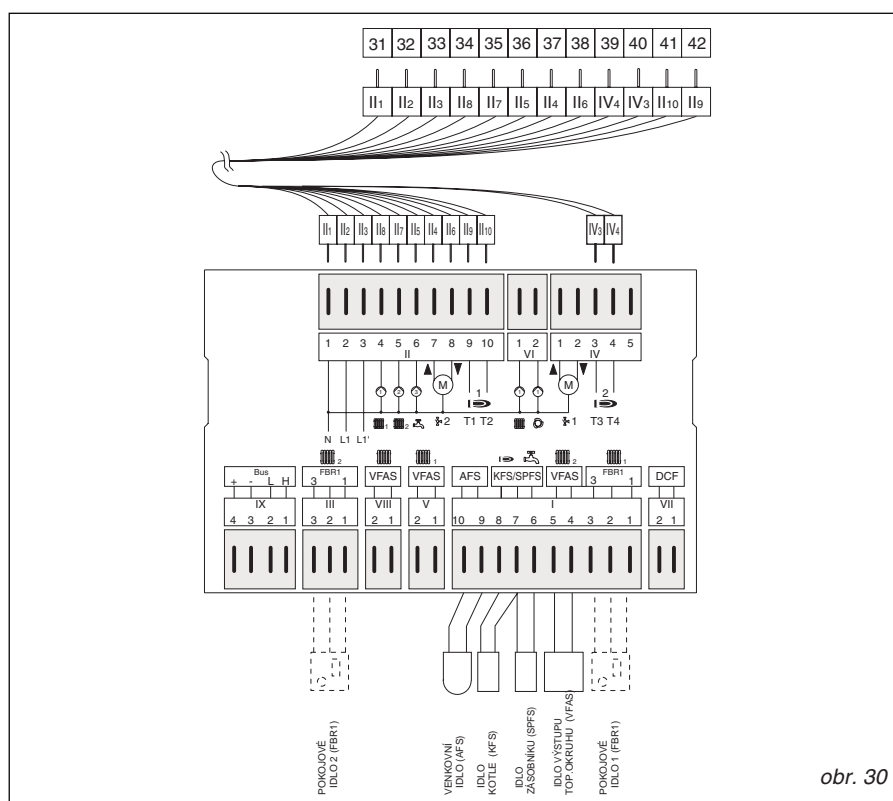 31 32 33 34 35 36 37 38 39 40 41 42
II1 II2 II3 II8 II7 II5 II4 II6 IV4 IV3 II10 II9
II1 II2 II3 II8 II7 II5 II4 II6 II9 II10 IV3 IV4
1 2 3 4 5 6 7 8 9 10 1 2 1 2 3 4 5
II VI IV
1 2 3 M 1 1 1 M 2
1 2 2 T1 T2 1 T3 T4
N L1 L1'
2 1 2 1
Bus FBR1 VFAS VFAS AFS KFS/SPFS VFAS FBR1 DCF
+ - L H 3 1 3 1
IX III VIII V I VII
4 3 2 1 3 2 1 2 1 2 1 10 9 8 7 6 5 4 3 2 1 2 1
POKOJOVÉ
IDLO 2 (FBR1)
VENKOVNÍ
IDLO (AFS)
IDLO
KOTLE (KFS)
IDLO
ZÁSOBNÍKU (SPFS)
IDLO VÝSTUPU
TOP.OKRUHU (VFAS)
POKOJOVÉ
IDLO 1 (FBR1)
obr. 30